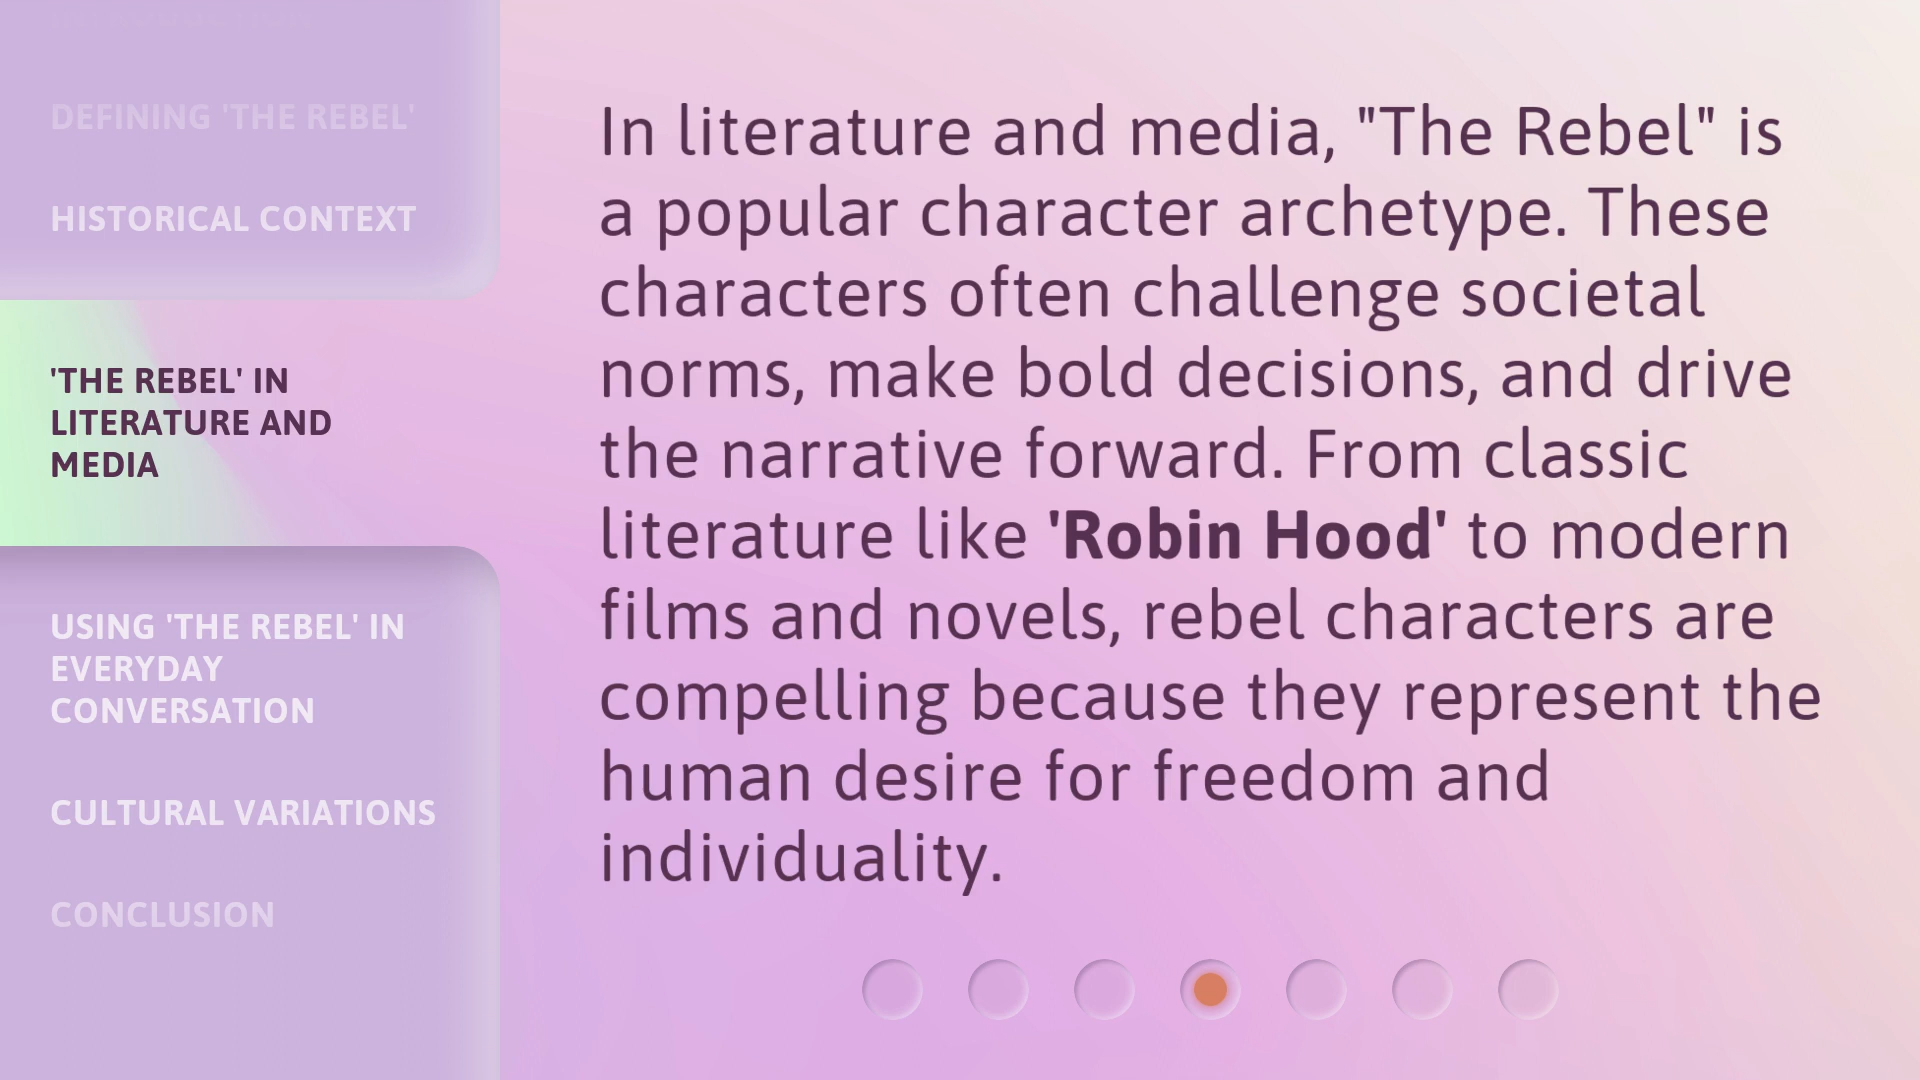 DEFINING 'THE REBEL'
HISTORICAL CONTEXT
'THE REBEL' IN
LITERATURE AND
MEDIA
USING 'THE REBEL' IN
EVERYDAY
CONVERSATION
CULTURAL VARIATIONS
CONCLUSION
In literature and media, "The Rebel" is
a popular character archetype. These
characters often challenge societal
norms, make bold decisions, and drive
the narrative forward. From classic
literature like 'Robin Hood' to modern
films and novels, rebel characters are
compelling because they represent the
human desire for freedom and
individuality.